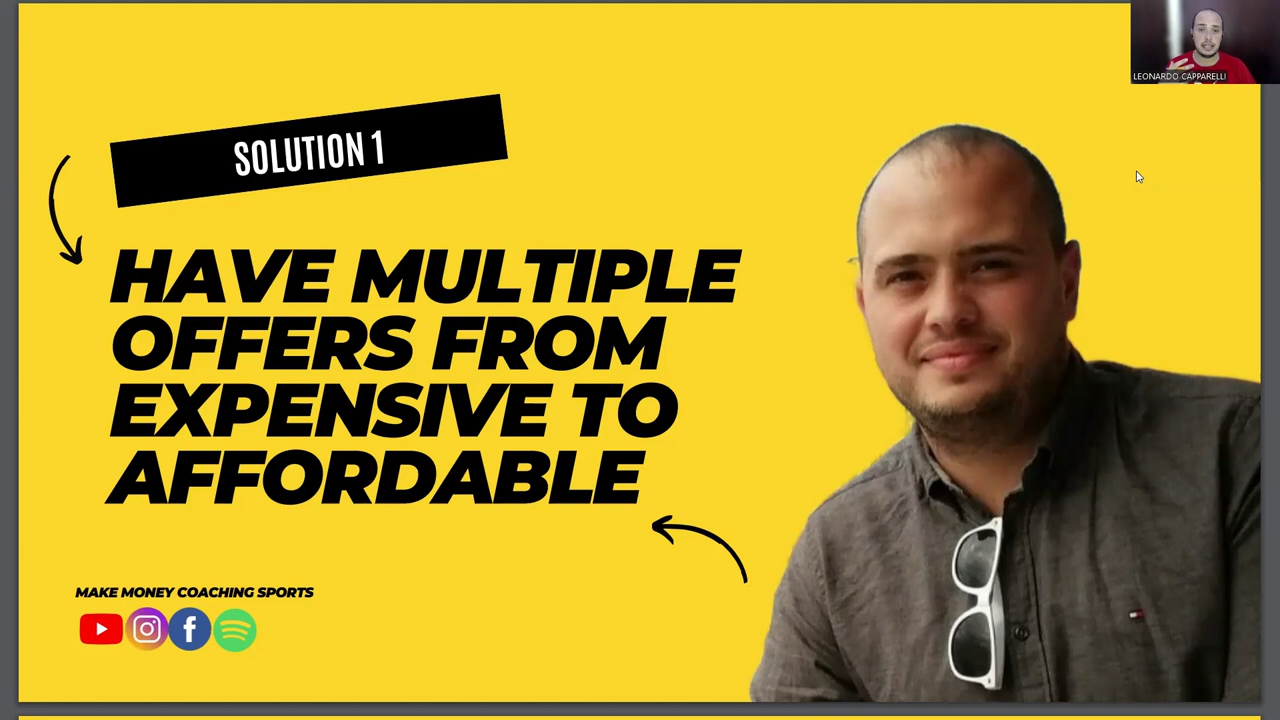 LEONARDO CAPPARELLI
SOLUTION 1
HAVE MULTIPLE
OFFERS FROM
EXPENSIVE TO
AFFORDABLE
MAKE MONEY COACHING SPORTS